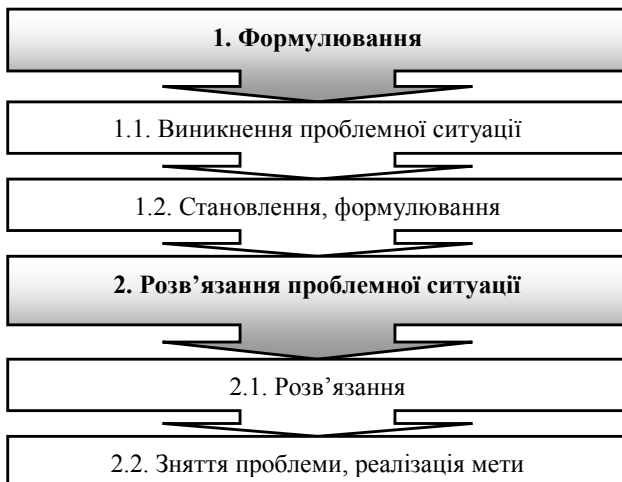 1. Формулювання
1.1. Виникнення проблемної ситуації
1.2. Становлення, формулювання
2. Розв’язання проблемної ситуації
2.1. Розв’язання
2.2. Зняття проблеми, реалізація мети